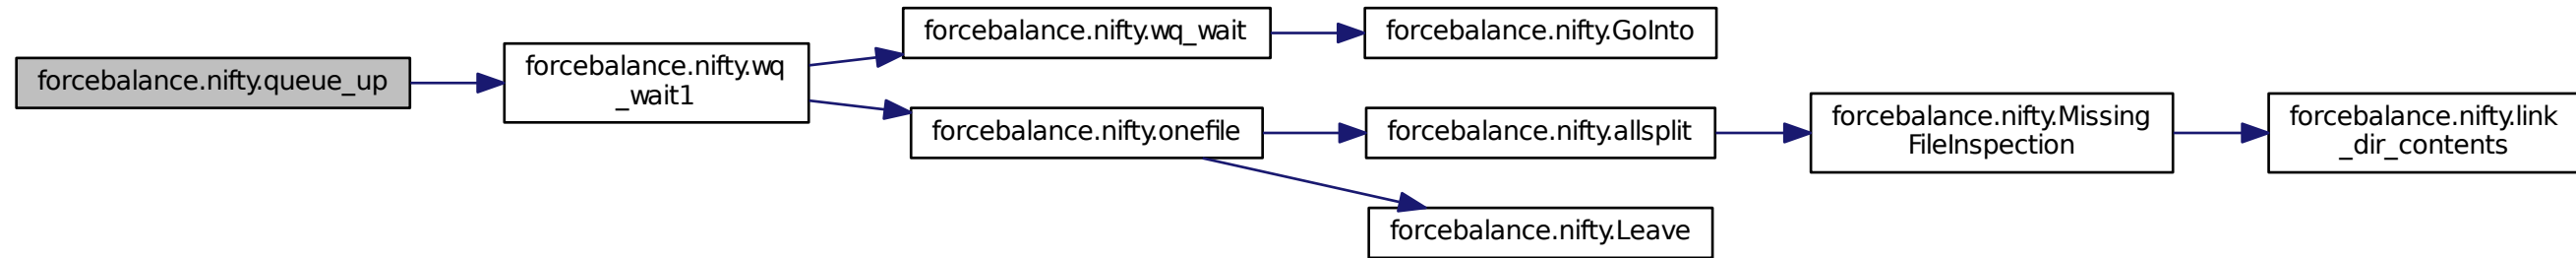 forcebalance.nifty.queue_up
forcebalance.nifty.wq
_wait1
forcebalance.nifty.wq_wait
forcebalance.nifty.GoInto
forcebalance.nifty.onefile
forcebalance.nifty.allsplit
forcebalance.nifty.Missing
FileInspection
forcebalance.nifty.link
_dir_contents
forcebalance.nifty.Leave